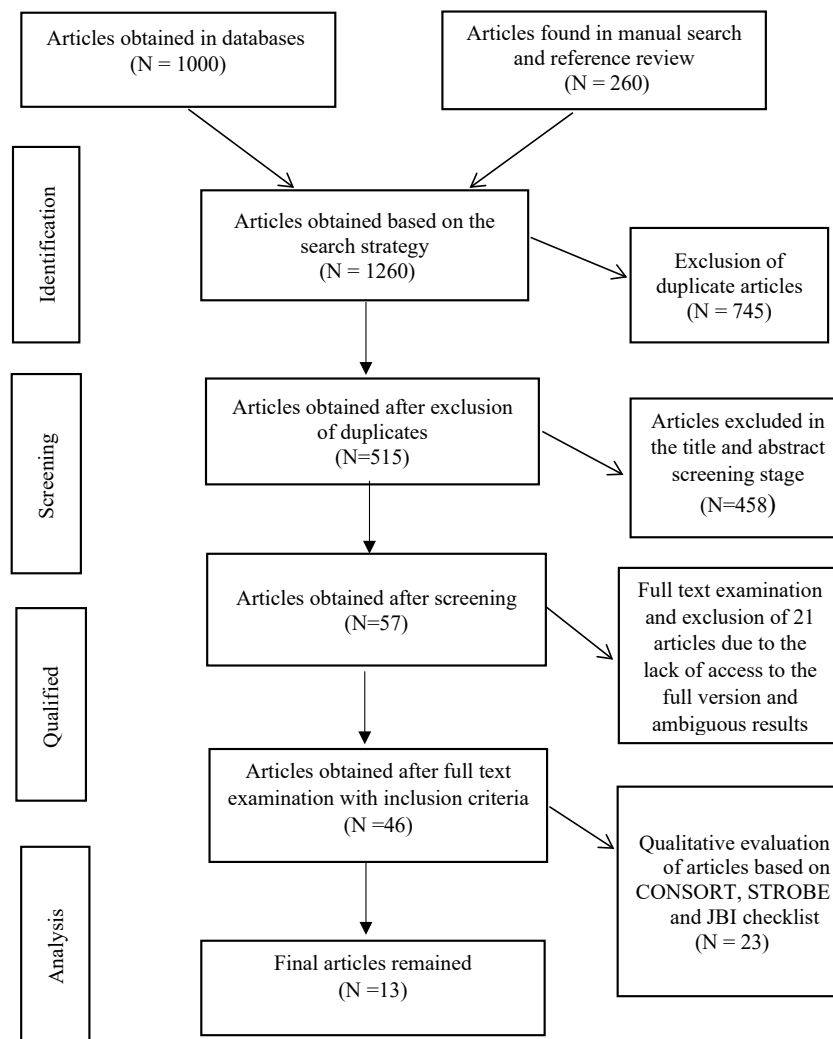 Articles obtained in databases
(N = 1000)
Articles found in manual search
and reference review
(N = 260)
Identification
Articles obtained based on the
search strategy
(N = 1260)
Exclusion of
duplicate articles
(N = 745)
Screening
Articles obtained after exclusion
of duplicates
(N=515)
Articles excluded in
the title and abstract
screening stage
(N=458)
Qualified
Articles obtained after screening
(N=57)
Full text examination
and exclusion of 21
articles due to the
lack of access to the
full version and
ambiguous results
Articles obtained after full text
examination with inclusion criteria
(N =46)
Qualitative evaluation
of articles based on
CONSORT, STROBE
and JBI checklist
(N = 23)
Analysis
Final articles remained
(N =13)